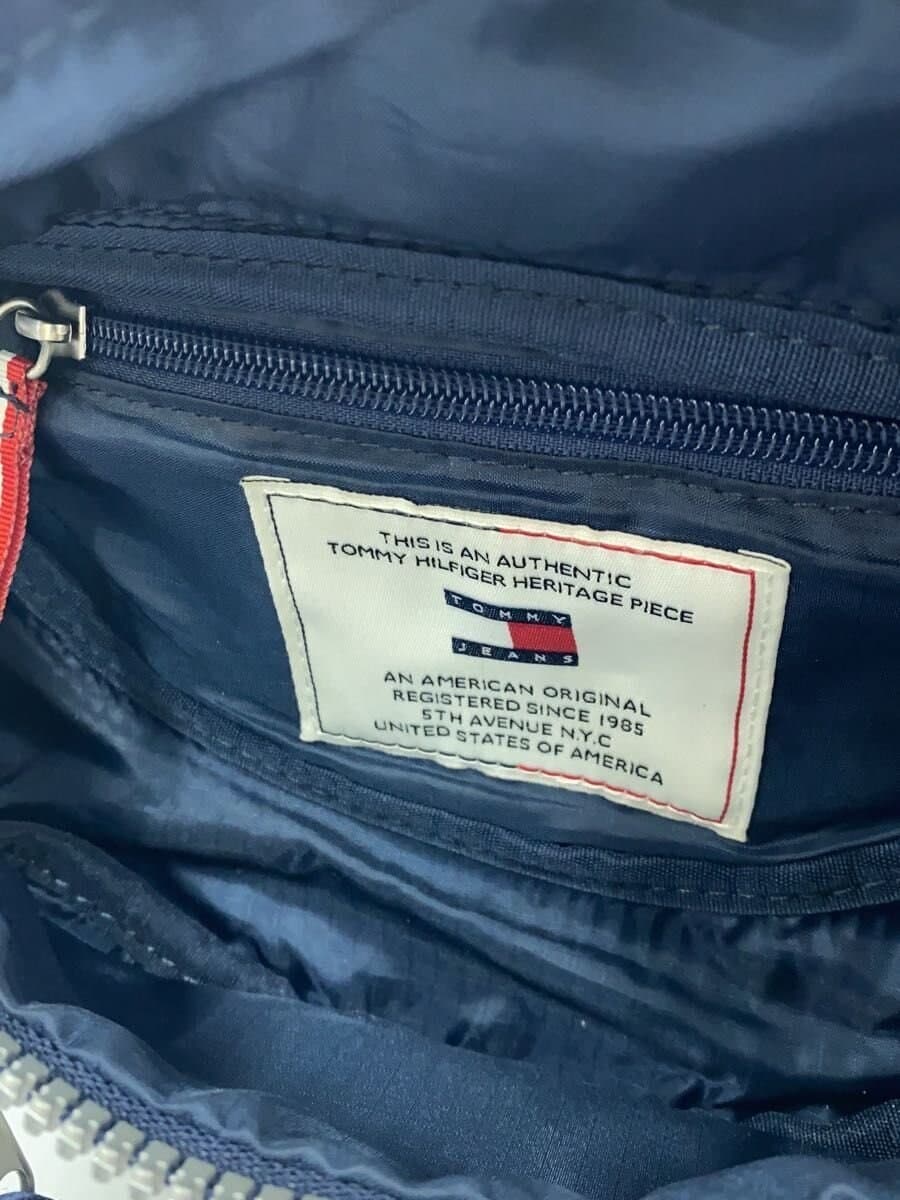 THIS IS AN AUTHENTIC
TOMMY HILFIGER HERITAGE PIECE
TOMMY
JEANS
AN AMERICAN ORIGINAL
REGISTERED SINCE 1985
5TH AVENUE N.Y.C
UNITED STATES OF AMERICA